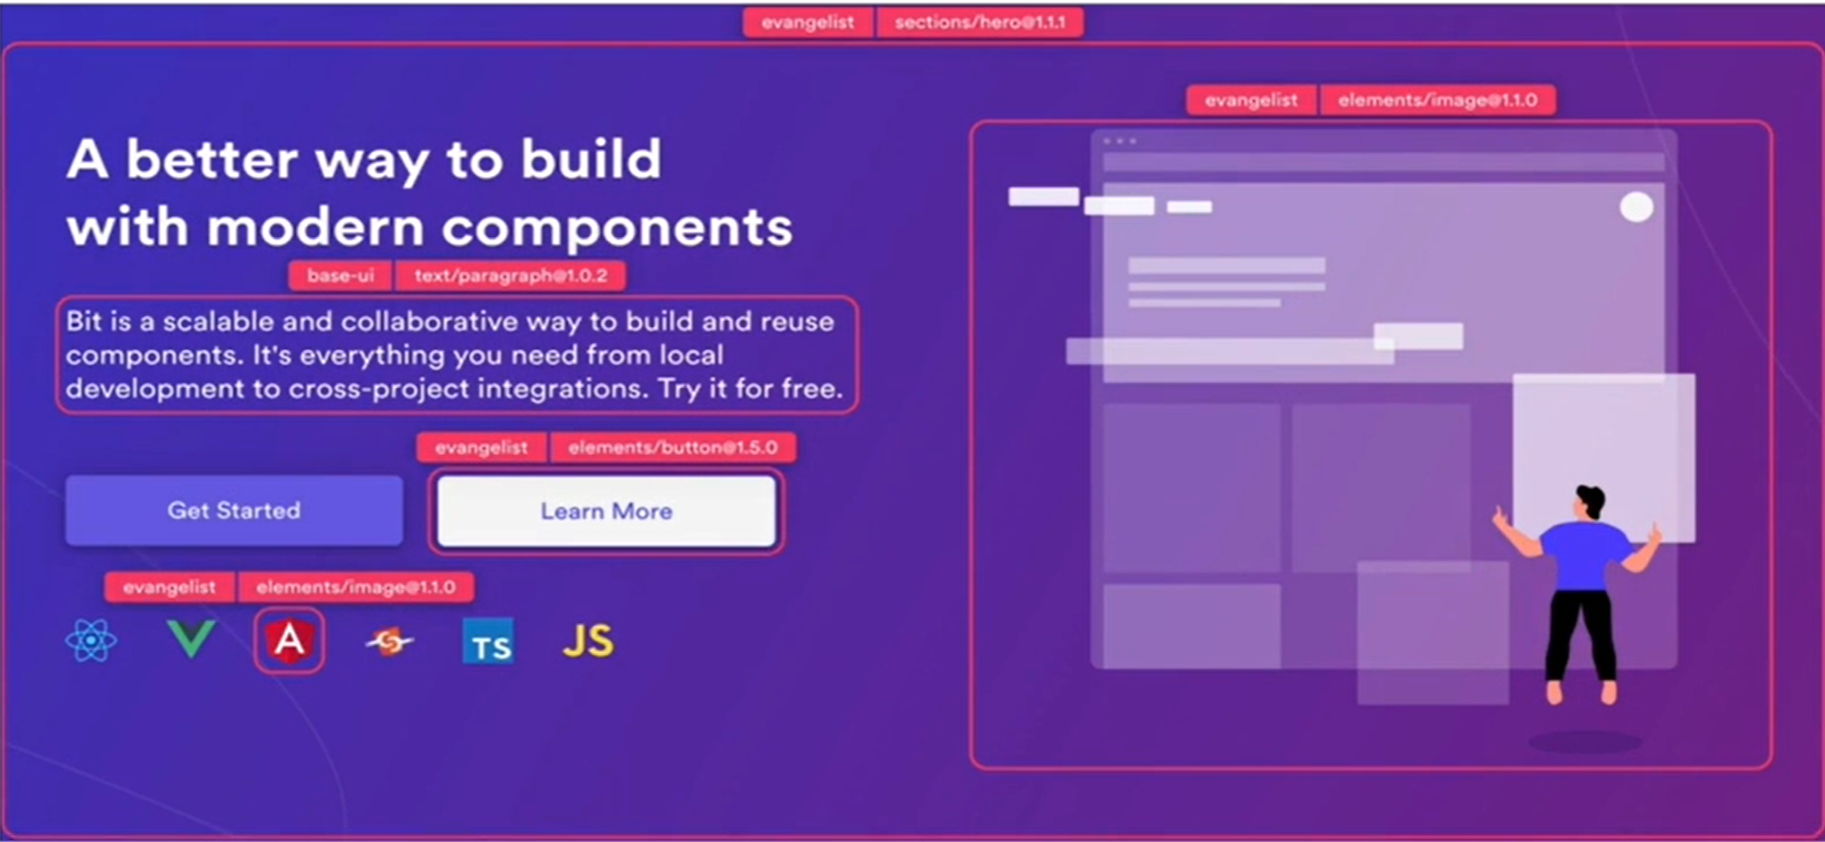 evangelist sections/hero@1.1.1
evangelist elements/image@1.1.0
A better way to build
with modern components
base-ui text/paragraph@1.0.2
Bit is a scalable and collaborative way to build and reuse
components. It's everything you need from local
development to cross-project integrations. Try it for free.
evangelist elements/button@1.5.0
Get Started Learn More
evangelist elements/image@1.1.0
A TS JS